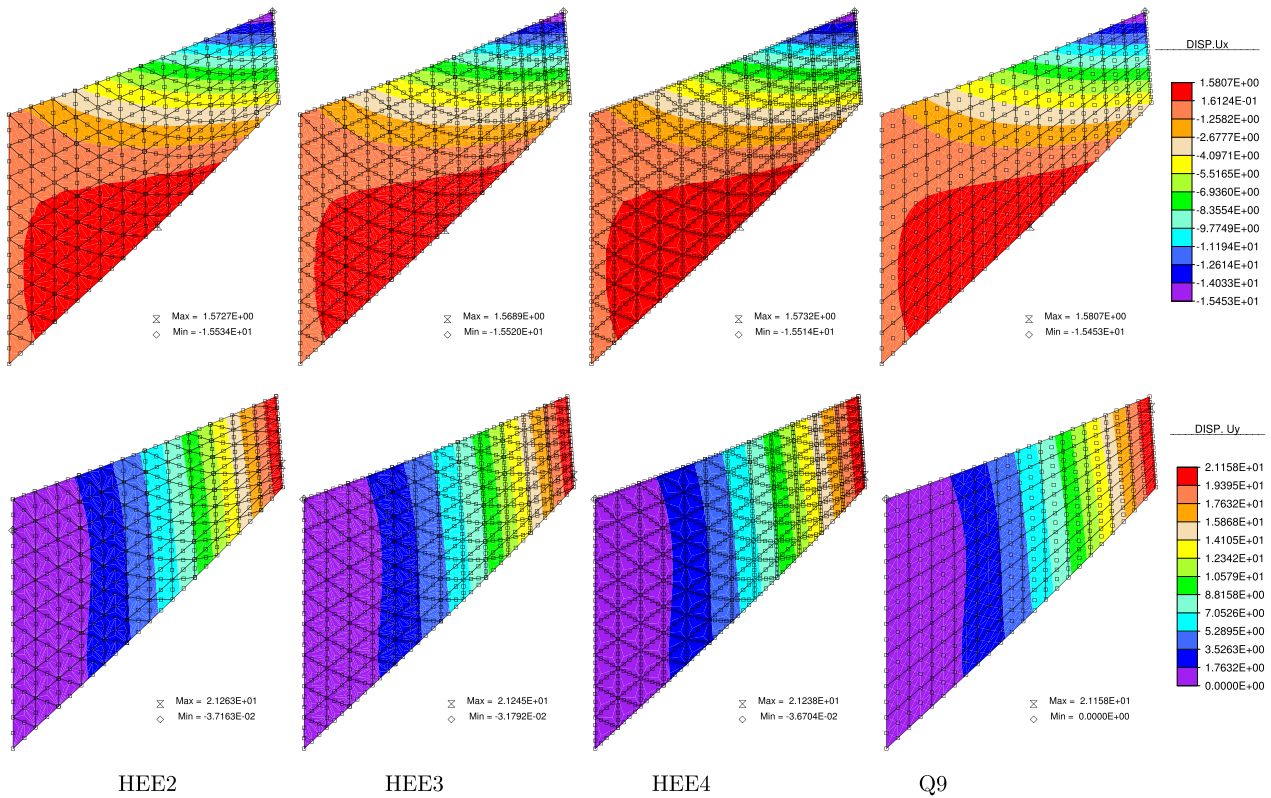 DISP.Ux
1.5807E+00
1.6124E-01
-1.2582E+00
-2.6777E+00
-4.0971E+00
-5.5165E+00
-6.9360E+00
-8.3554E+00
-9.7749E+00
-1.1194E+01
-1.2614E+01
-1.4033E+01
-1.5453E+01
Max = 1.5727E+00
Min = -1.5534E+01
Max = 1.5689E+00
Min = -1.5520E+01
Max = 1.5732E+00
Min = -1.5514E+01
Max = 1.5807E+00
Min = -1.5453E+01
DISP. Uy
2.1158E+01
1.9395E+01
1.7632E+01
1.5868E+01
1.4105E+01
1.2342E+01
1.0579E+01
8.8158E+00
7.0526E+00
5.2895E+00
3.5263E+00
1.7632E+00
0.0000E+00
Max = 2.1263E+01
Min = -3.7163E-02
Max = 2.1245E+01
Min = -3.1792E-02
Max = 2.1238E+01
Min = -3.6704E-02
Max = 2.1158E+01
Min = 0.0000E+00
HEE2
HEE3
HEE4
Q9